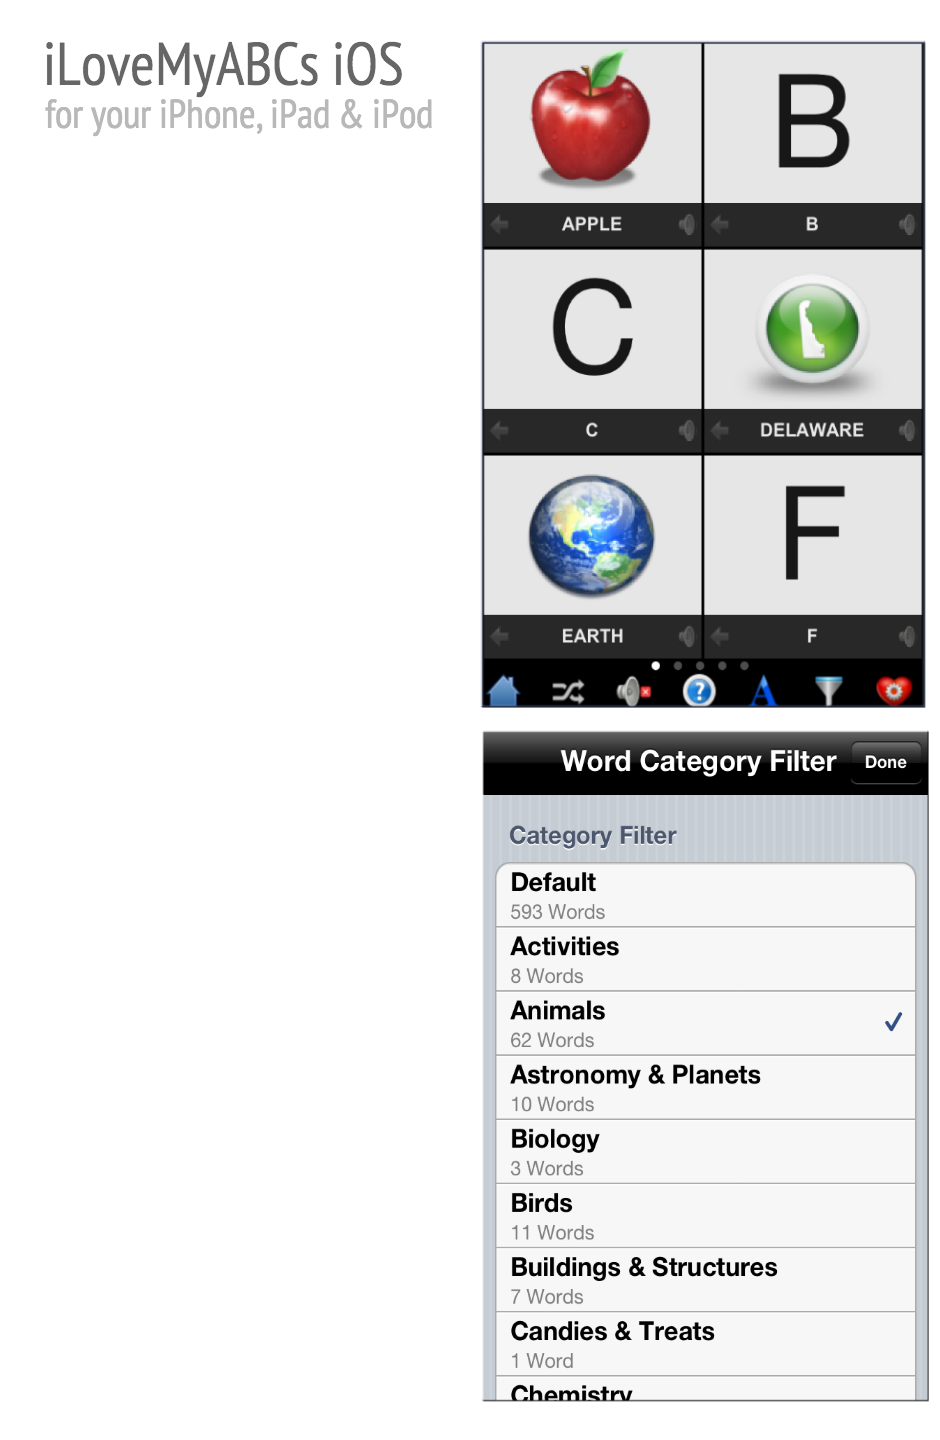 iLoveMyABCs iOS
for your iPhone, iPad & iPod
B
APPLE
B
C
C
DELAWARE
F
EARTH
F
?
A
Word Category Filter
Done
Category Filter
Default
593 Words
Activities
8 Words
Animals
62 Words
Astronomy & Planets
10 Words
Biology
3 Words
Birds
11 Words
Buildings & Structures
7 Words
Candies & Treats
1 Word
Chemistry